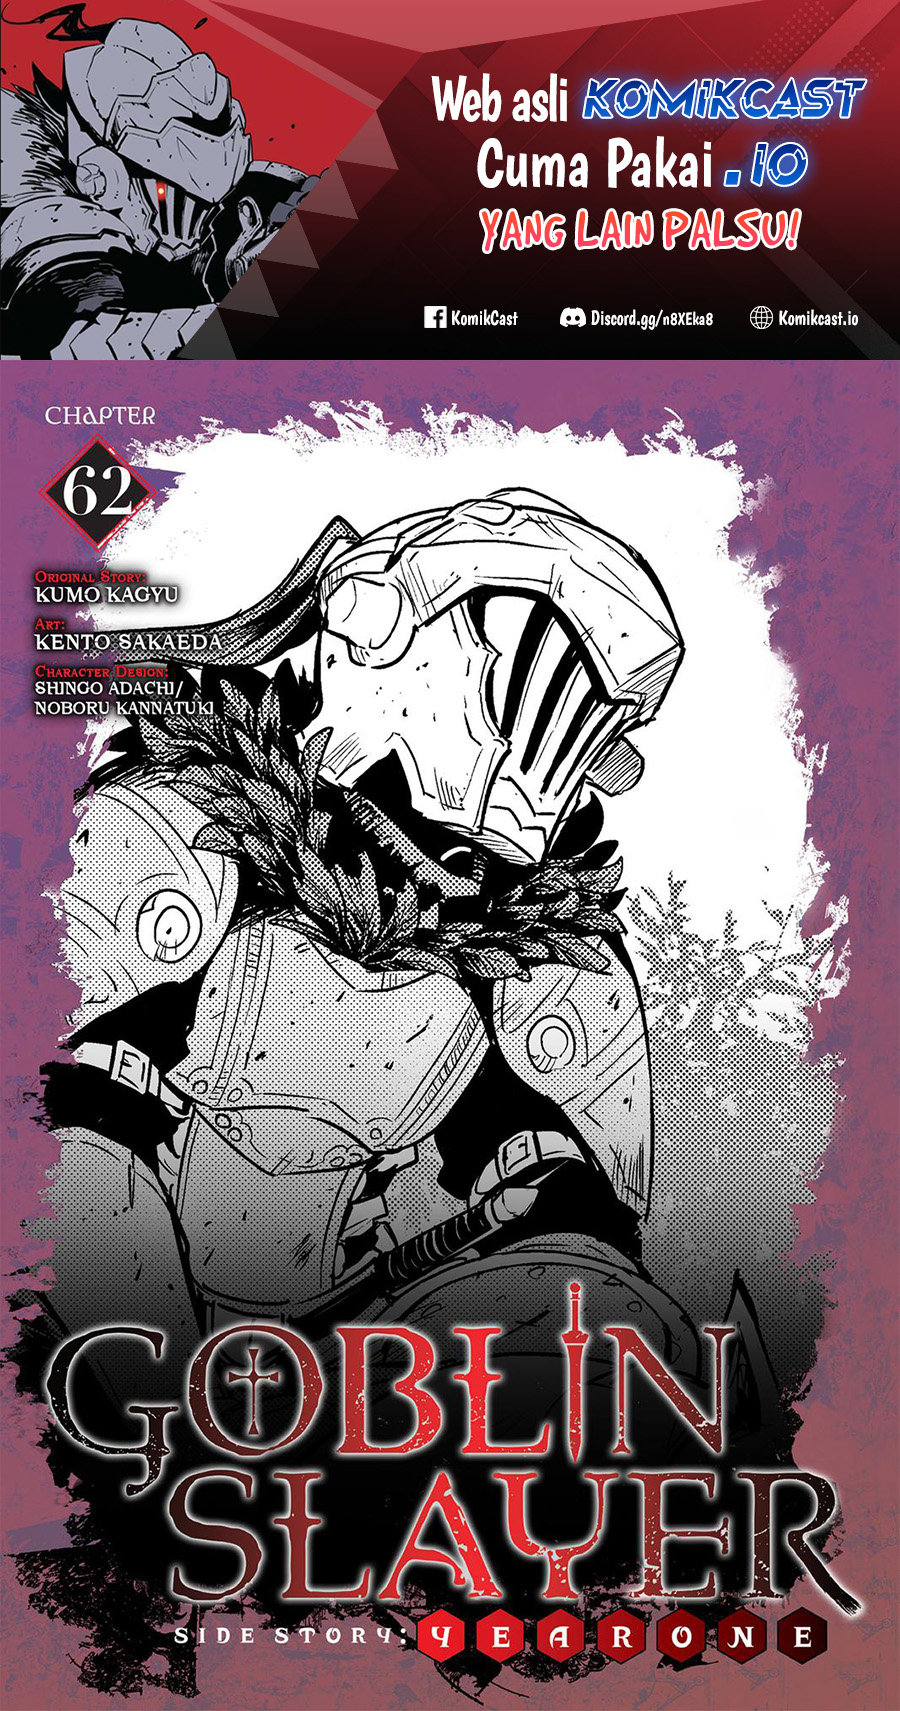 Web asli KOMIKCAST
Cuma Pakai .IO
YANG LAIN PALSU!
KomikCast
Discord.gg/n8XEka8
Komikcast.io
CHAPTER
62
ORIGINAL STORY:
KUMO KAGYU
ART:
KENTO SAKAEDA
CHARACTER DESIGN:
SHINGO ADACHI/
NOBORU KANNATUKI
GOBLIN
SLAYER
SIDE STORY: YEAR ONE